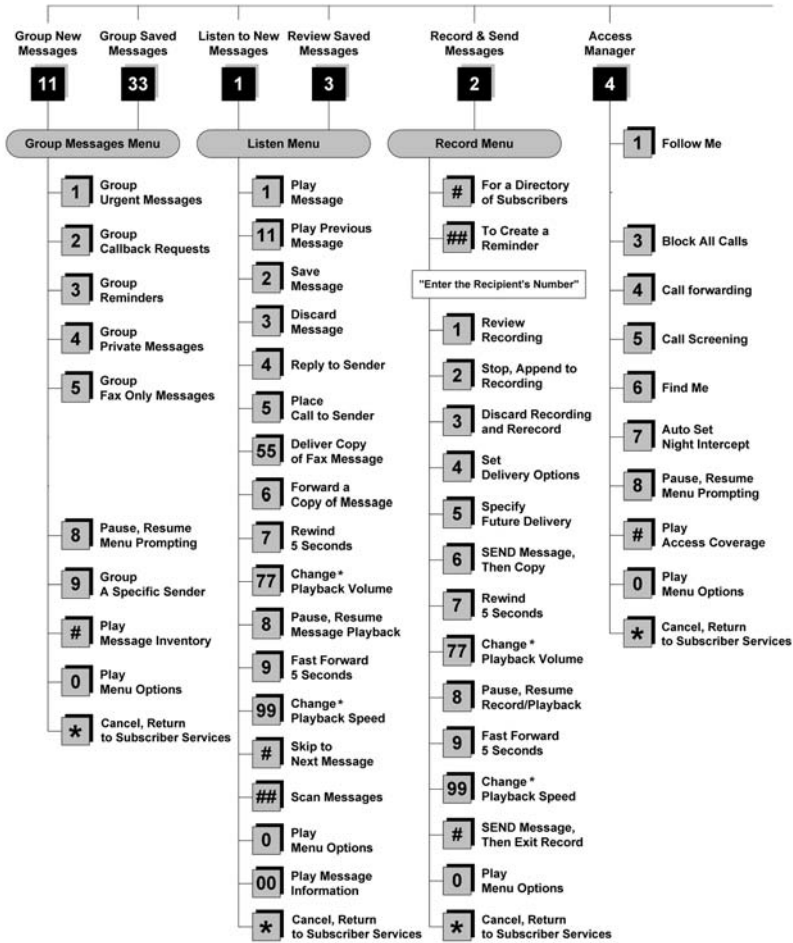 Group New
Messages
Group Saved
Messages
Listen to New
Messages
Review Saved
Messages
Record & Send
Messages
Access
Manager
11
33
1
3
2
4
Group Messages Menu
1
Group
Urgent Messages
2
Group
Callback Requests
3
Group
Reminders
4
Group
Private Messages
5
Group
Fax Only Messages
8
Pause, Resume
Menu Prompting
9
Group
A Specific Sender
#
Play
Message Inventory
0
Play
Menu Options
*
Cancel, Return
to Subscriber Services
Listen Menu
1
Play
Message
11
Play Previous
Message
2
Save
Message
3
Discard
Message
4
Reply to Sender
5
Place
Call to Sender
55
Deliver Copy
of Fax Message
6
Forward a
Copy of Message
7
Rewind
5 Seconds
77
Change*
Playback Volume
8
Pause, Resume
Message Playback
9
Fast Forward
5 Seconds
99
Change*
Playback Speed
#
Skip to
Next Message
##
Scan Messages
0
Play
Menu Options
00
Play Message
Information
*
Cancel, Return
to Subscriber Services
Record Menu
#
For a Directory
of Subscribers
##
To Create a
Reminder
"Enter the Recipient's Number"
1
Review
Recording
2
Stop, Append to
Recording
3
Discard Recording
and Rerecord
4
Set
Delivery Options
5
Specify
Future Delivery
6
SEND Message,
Then Copy
7
Rewind
5 Seconds
77
Change*
Playback Volume
8
Pause, Resume
Record/Playback
9
Fast Forward
5 Seconds
99
Change *
Playback Speed
#
SEND Message,
Then Exit Record
0
Play
Menu Options
*
Cancel, Return
to Subscriber Services
1
Follow Me
3
Block All Calls
4
Call forwarding
5
Call Screening
6
Find Me
7
Auto Set
Night Intercept
8
Pause, Resume
Menu Prompting
#
Play
Access Coverage
0
Play
Menu Options
*
Cancel, Return
to Subscriber Services